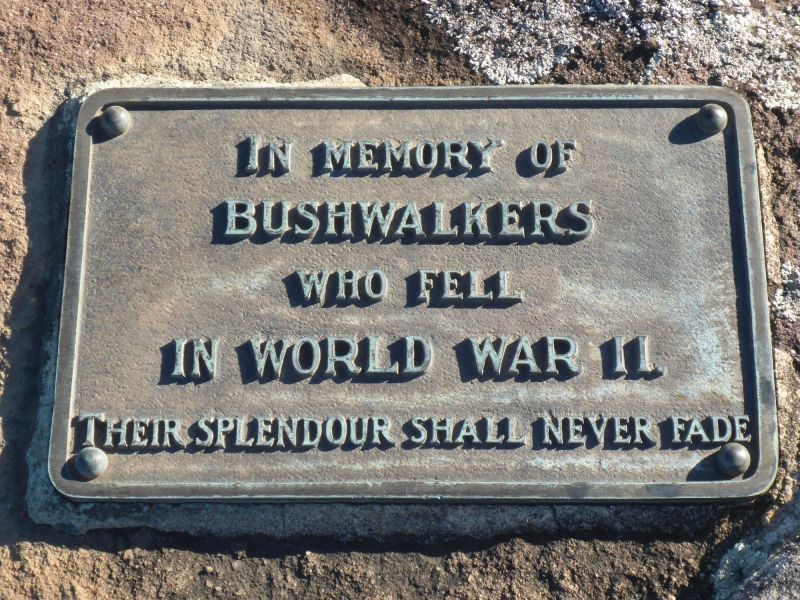 IN MEMORY OF
BUSHWALKERS
WHO FELL
IN WORLD WAR II.
THEIR SPLENDOUR SHALL NEVER FADE